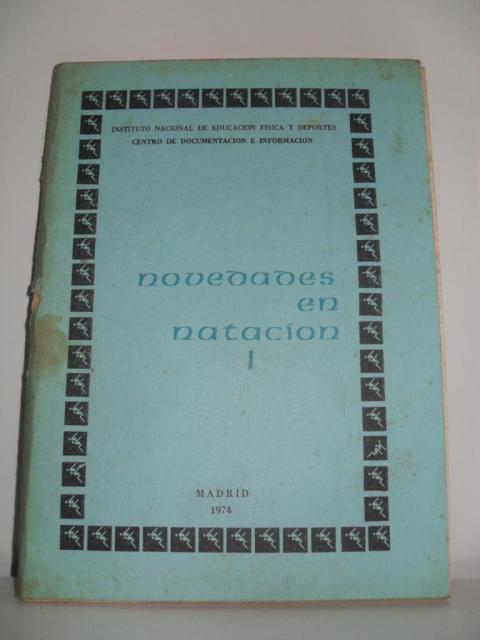 INSTITUTO NACIONAL DE EDUCACION FISICA Y DEPORTES
CENTRO DE DOCUMENTACION E INFORMACION
novedades
en
natacion
I
MADRID
1974